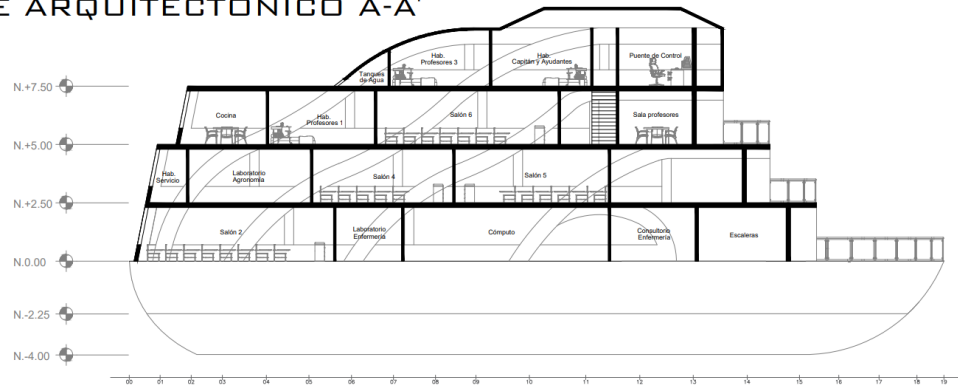 E ARQUITECTÓNICO A-A'
Hab.
Profesores 3
Hab.
Capitán y Ayudantes
Puente de Control
Tanques
de Agua
N.+7.50
Cocina
Hab.
Profesores 1
Salón 6
Sala profesores
N.+5.00
Hab.
Servicio
Laboratorio
Agronomía
Salón 4
Salón 5
N.+2.50
Salón 2
Laboratorio
Enfermería
Cómputo
Consultorio
Enfermería
Escaleras
N.0.00
N.-2.25
N.-4.00
00 01 02 03 04 05 06 07 08 09 10 11 12 13 14 15 16 17 18 19